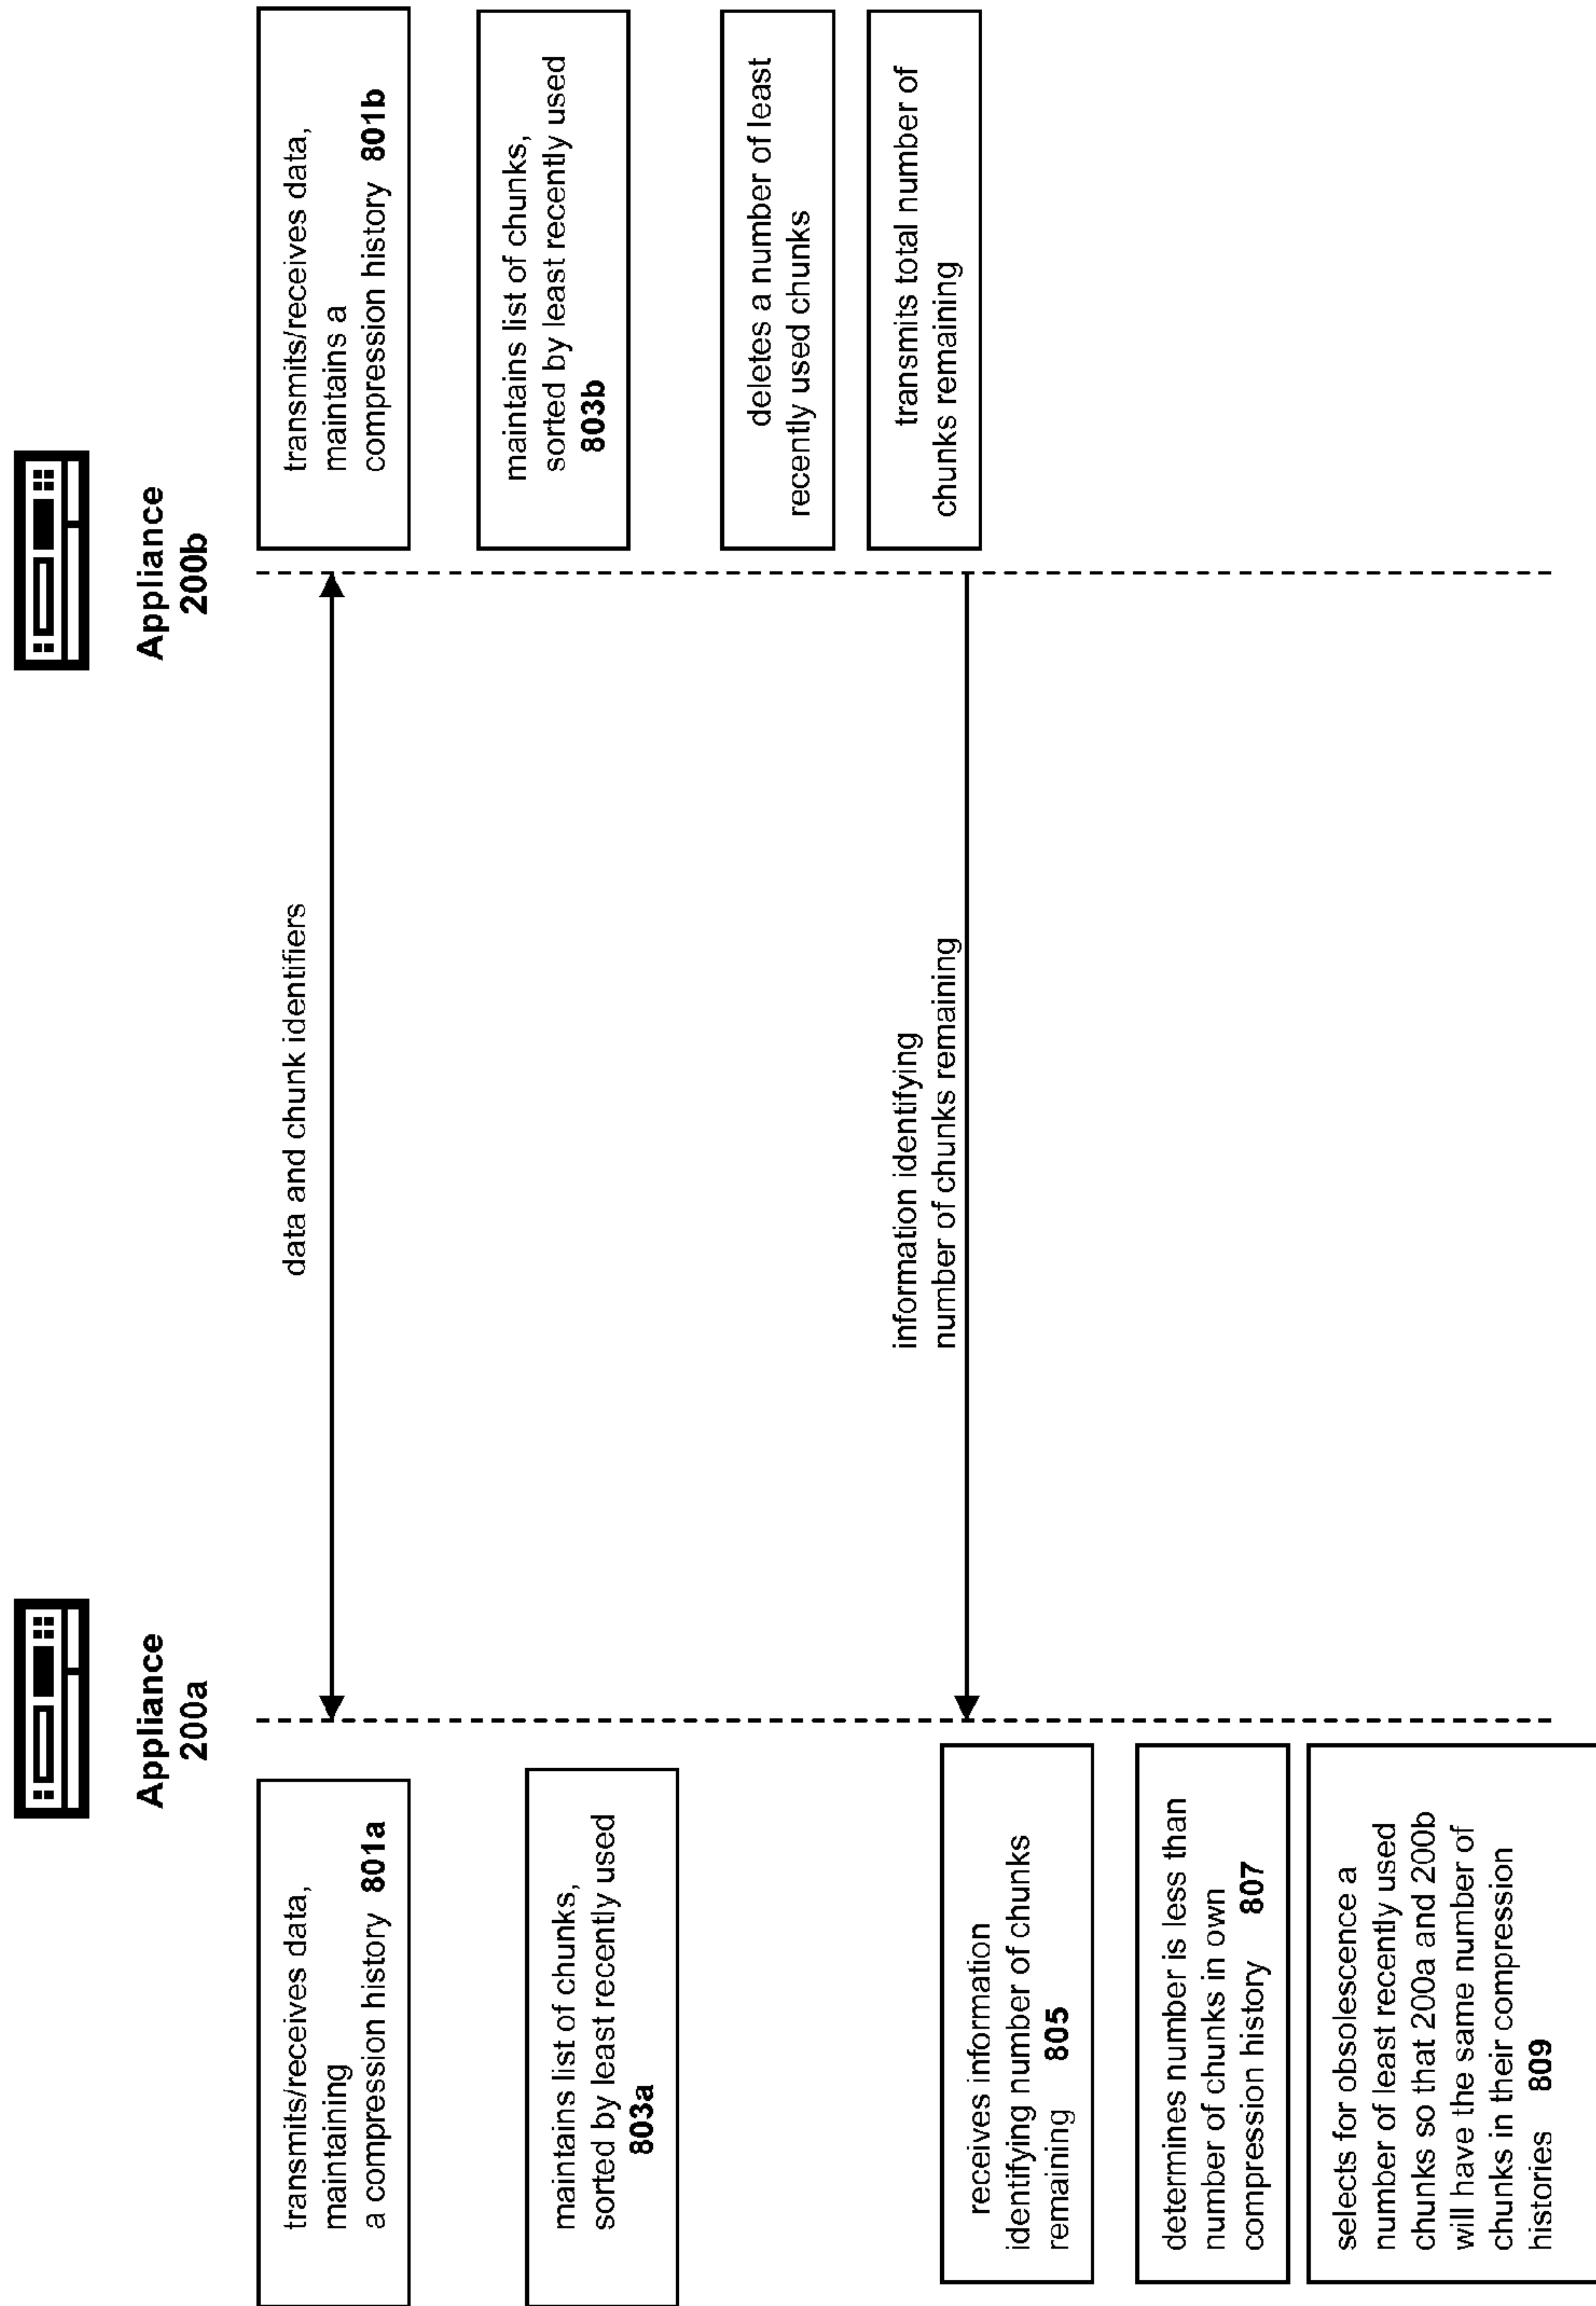 Appliance
200a
Appliance
200b
transmits/receives data,
maintaining
a compression history 801a
data and chunk identifiers
transmits/receives data,
maintains a
compression history 801b
maintains list of chunks,
sorted by least recently used
803a
maintains list of chunks,
sorted by least recently used
803b
deletes a number of least
recently used chunks
transmits total number of
chunks remaining
information identifying
number of chunks remaining
receives information
identifying number of chunks
remaining 805
determines number is less than
number of chunks in own
compression history 807
selects for obsolescence a
number of least recently used
chunks so that 200a and 200b
will have the same number of
chunks in their compression
histories 809